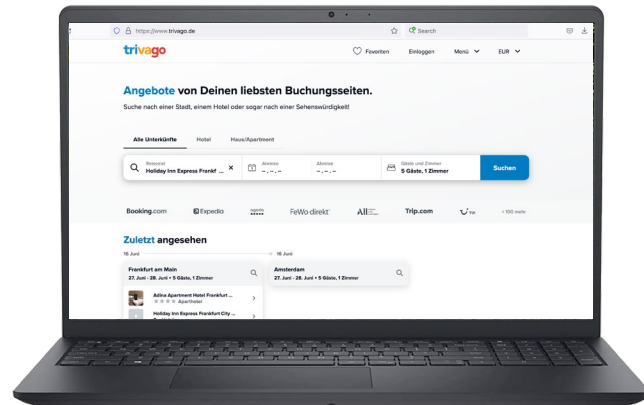 https://www.trivago.de
Search
trivago
Favoriten Einloggen Menü EUR
Angebote von Deinen liebsten Buchungsseiten.
Suche nach einer Stadt, einem Hotel oder sogar nach einer Sehenswürdigkeit!
Alle Unterkünfte Hotel Haus/Apartment
Reiseziel Anreise Abreise Gäste und Zimmer
Holiday Inn Express Frankf ... × -- . -- . -- -- . -- . -- 5 Gäste, 1 Zimmer Suchen
Booking.com Expedia agoda FeWo-direkt All Trip.com TUI + 100 mehr
Zuletzt angesehen
16 Juni 16 Juni
Frankfurt am Main Amsterdam
27. Juni - 28. Juni • 5 Gäste, 1 Zimmer 27. Juni - 28. Juni • 5 Gäste, 1 Zimmer
Adina Apartment Hotel Frankfurt ...
Aparthotel
Holiday Inn Express Frankfurt City ...